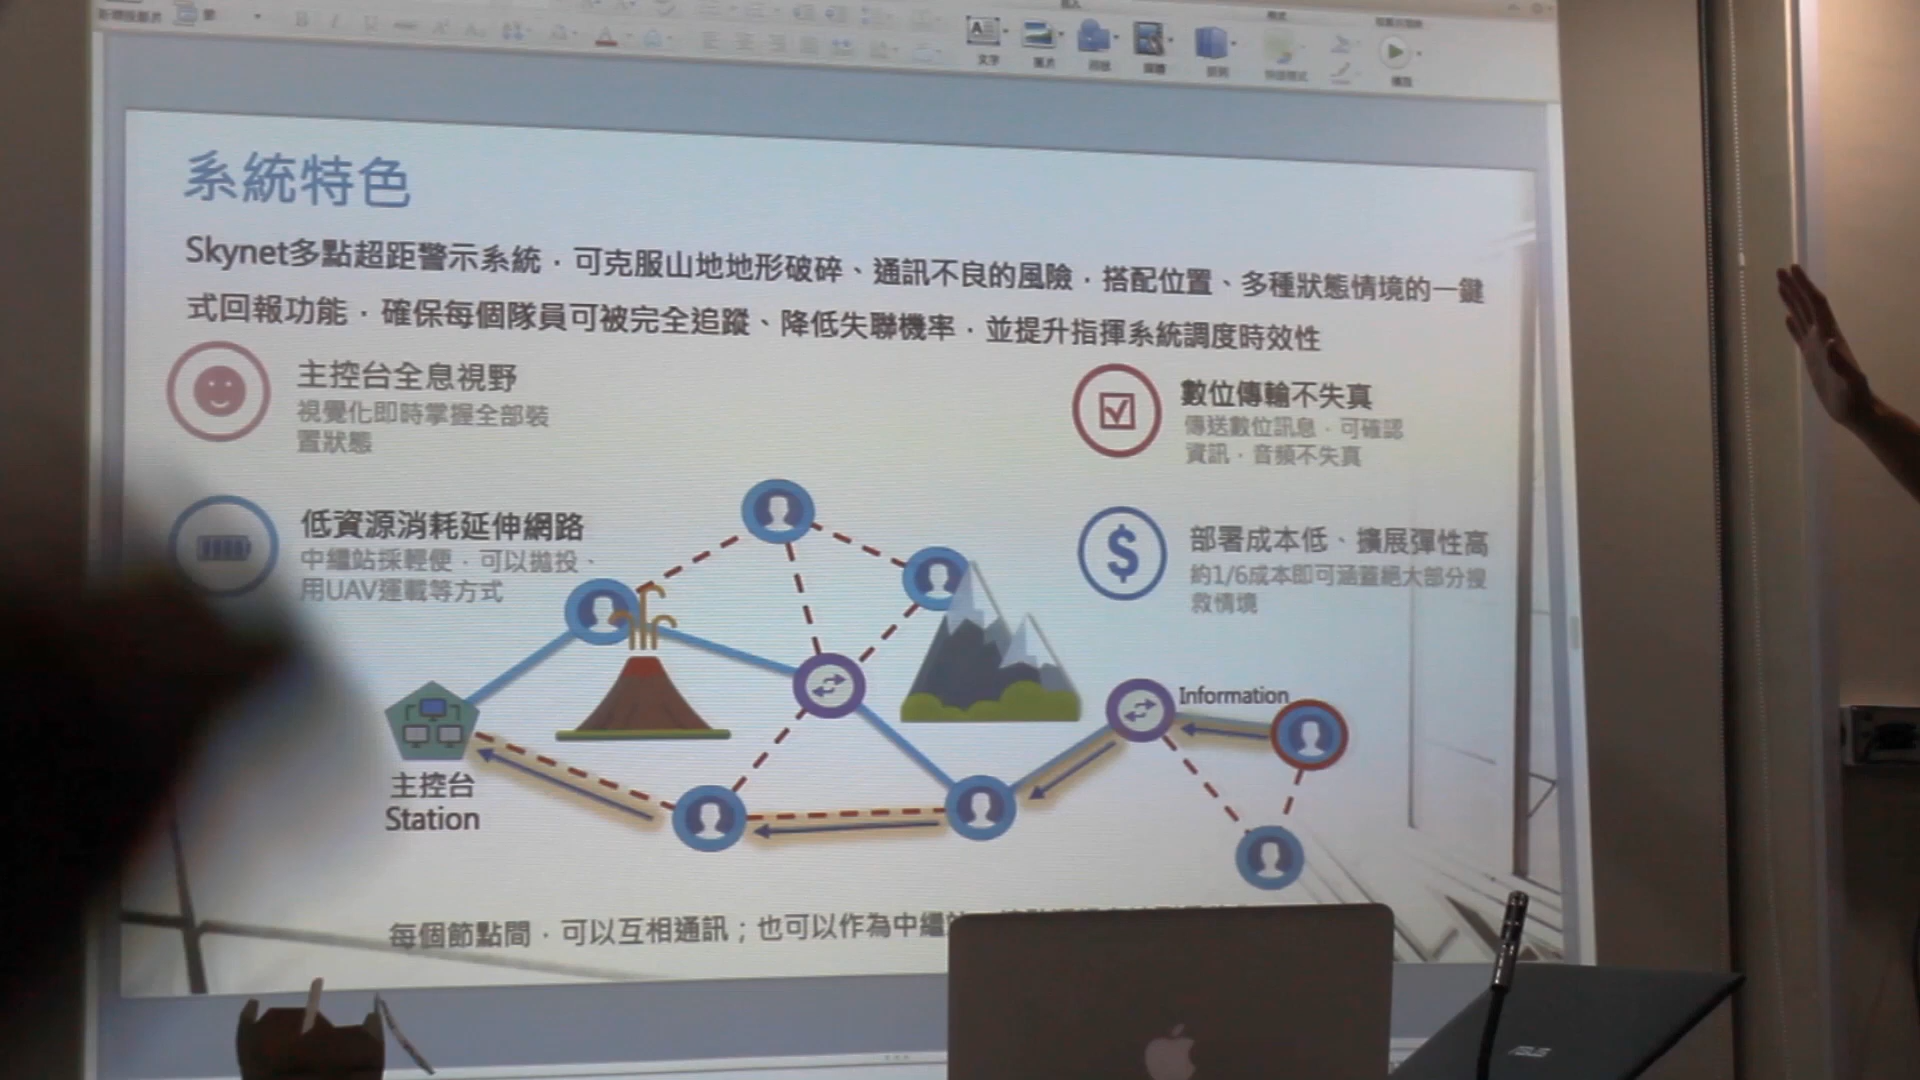 文字
系統特色
Skynet多點超距警示系統，可克服山地地形破碎、通訊不良的風險，搭配位置、多種狀態情境的一鍵
式回報功能，確保每個隊員可被完全追蹤、降低失聯機率，並提升指揮系統調度時效性
主控台全息視野
視覺化即時掌握全部裝
置狀態
數位傳輸不失真
傳送數位訊息，可確認
資訊，音頻不失真
低資源消耗延伸網路
中繼站採輕便，可以拋投、
用UAV運載等方式
部署成本低、擴展彈性高
約1/6成本即可涵蓋絕大部分搜
救情境
Information
主控台
Station
每個節點間，可以互相通訊；也可以作為中繼
ASUS